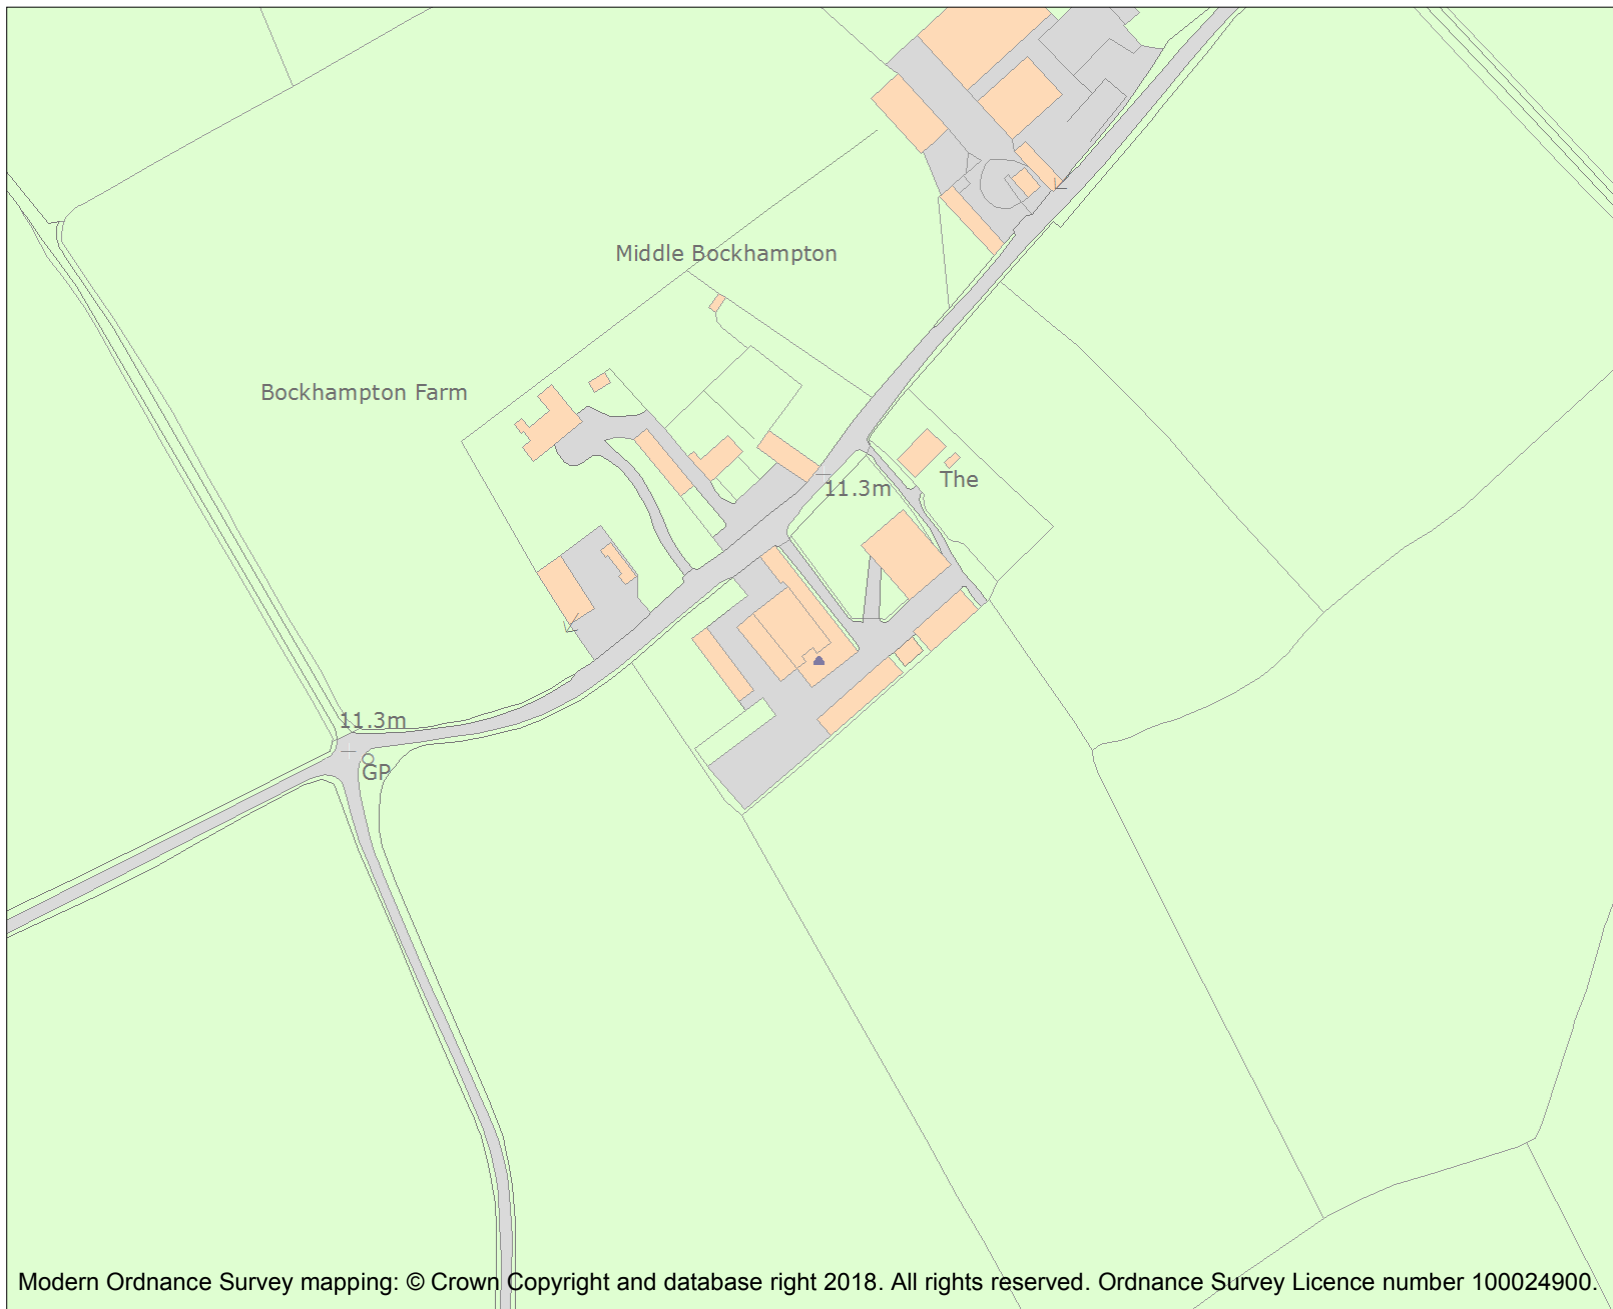 Middle Bockhampton
Bockhampton Farm
The
11.3m
11.3m
GP
Modern Ordnance Survey mapping: © Crown Copyright and database right 2018. All rights reserved. Ordnance Survey Licence number 100024900.